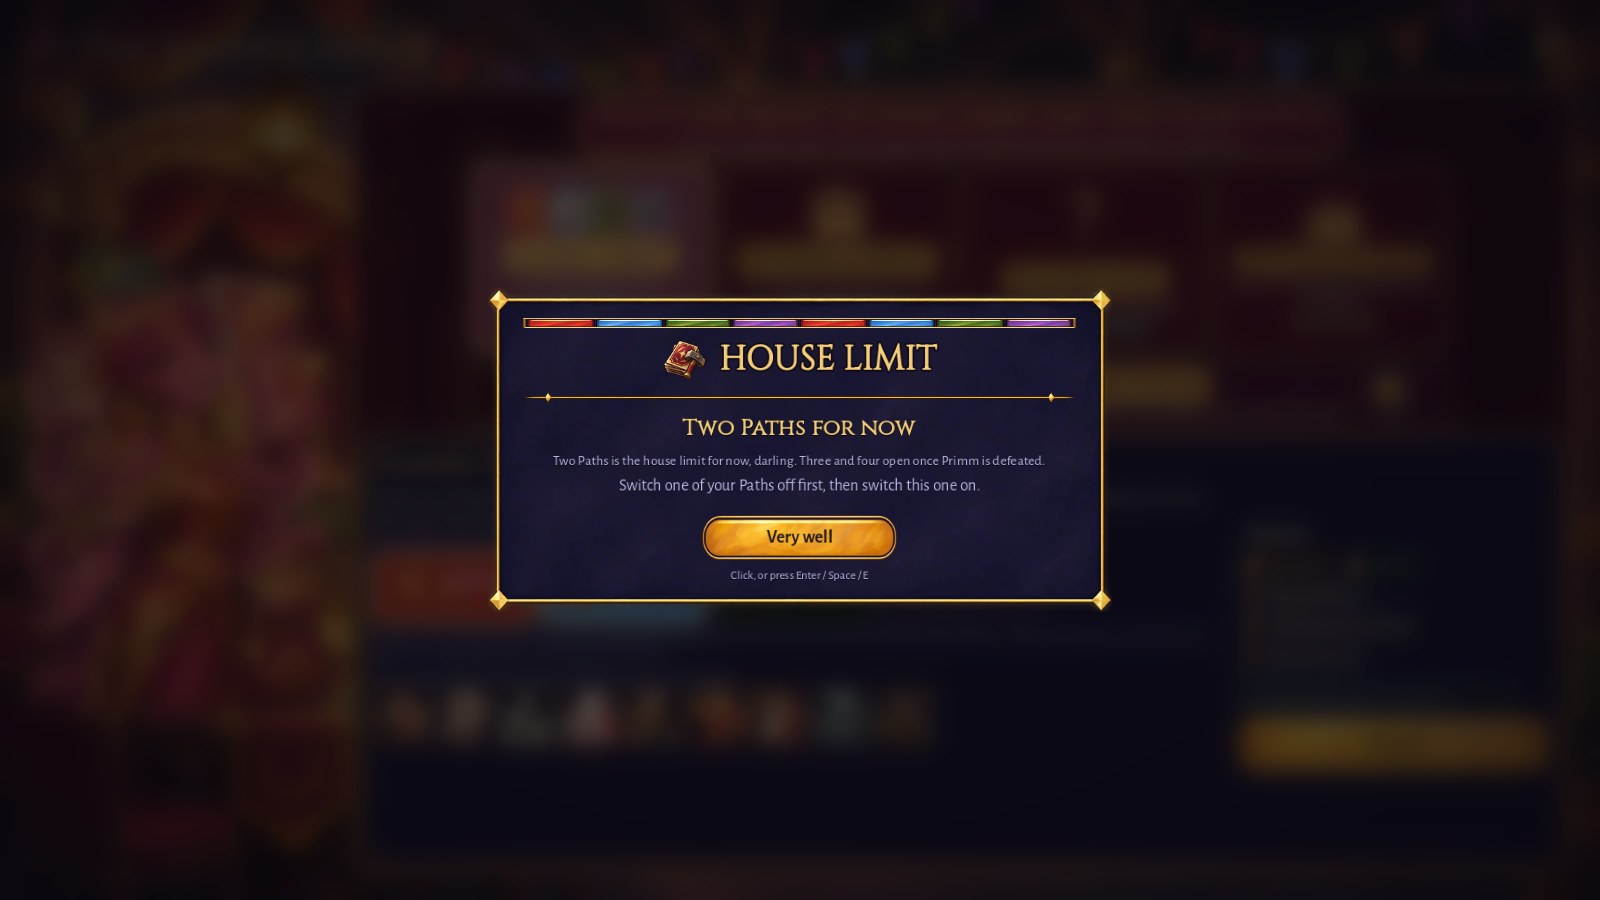 HOUSE LIMIT
Two Paths for now
Two Paths is the house limit for now, darling. Three and four open once Primm is defeated.
Switch one of your Paths off first, then switch this one on.
Very well
Click, or press Enter / Space / E